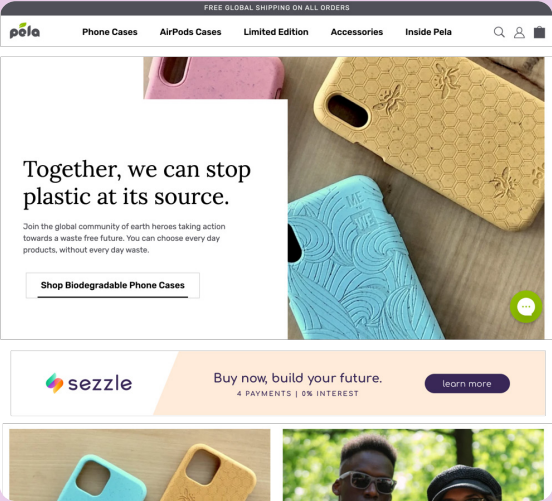 FREE GLOBAL SHIPPING ON ALL ORDERS
pela
Phone Cases AirPods Cases Limited Edition Accessories Inside Pela
Together, we can stop
plastic at its source.
Join the global community of earth heroes taking action
towards a waste free future. You can choose every day
products, without every day waste.
Shop Biodegradable Phone Cases
ME
WE
sezzle
Buy now, build your future.
4 PAYMENTS | 0% INTEREST
learn more